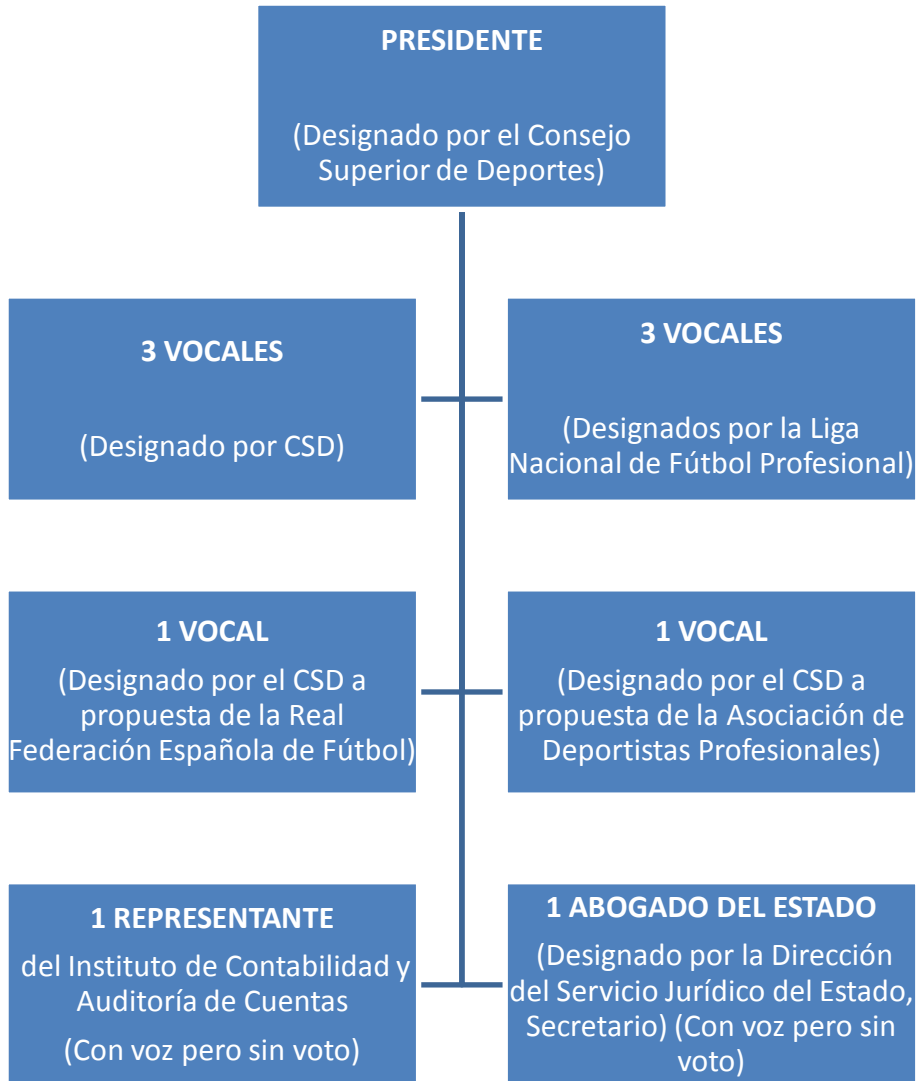 PRESIDENTE
(Designado por el Consejo
Superior de Deportes)
3 VOCALES
(Designado por CSD)
3 VOCALES
(Designados por la Liga
Nacional de Fútbol Profesional)
1 VOCAL
(Designado por el CSD a
propuesta de la Real
Federación Española de Fútbol)
1 VOCAL
(Designado por el CSD a
propuesta de la Asociación de
Deportistas Profesionales)
1 REPRESENTANTE
del Instituto de Contabilidad y
Auditoría de Cuentas
(Con voz pero sin voto)
1 ABOGADO DEL ESTADO
(Designado por la Dirección
del Servicio Jurídico del Estado,
Secretario) (Con voz pero sin
voto)